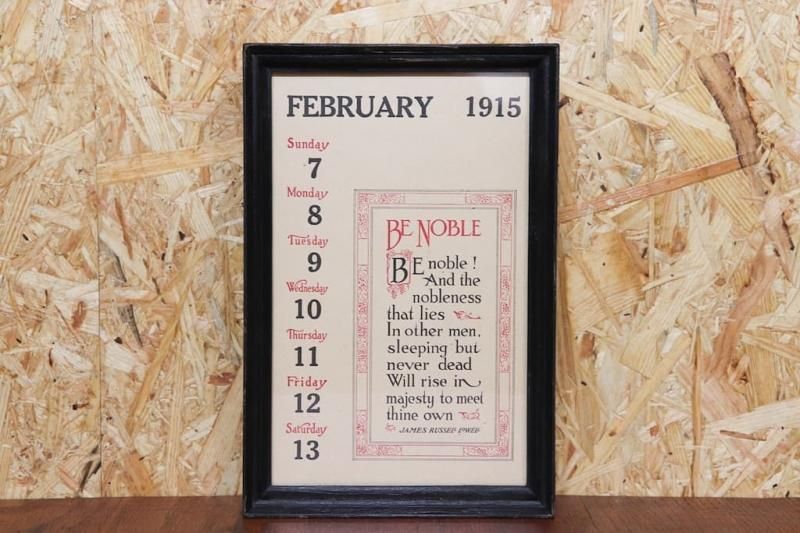 FEBRUARY 1915
Sunday
7
Monday
8
Tuesday
9
Wednesday
10
Thursday
11
Friday
12
Saturday
13
BE NOBLE
BE noble !
And the
nobleness
that lies
In other men,
sleeping but
never dead
Will rise in
majesty to meet
thine own
JAMES RUSSELL LOWELL